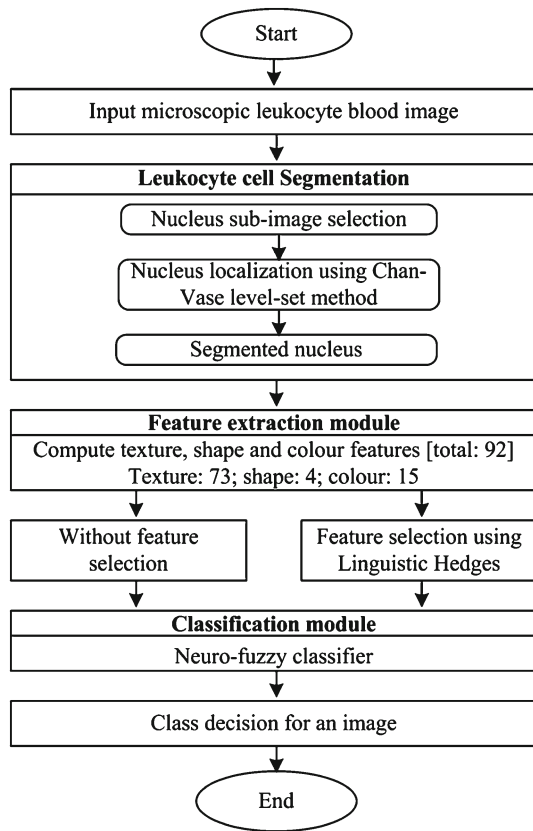 Start
Input microscopic leukocyte blood image
Leukocyte cell Segmentation
Nucleus sub-image selection
Nucleus localization using Chan-
Vase level-set method
Segmented nucleus
Feature extraction module
Compute texture, shape and colour features [total: 92]
Texture: 73; shape: 4; colour: 15
Without feature
selection
Feature selection using
Linguistic Hedges
Classification module
Neuro-fuzzy classifier
Class decision for an image
End